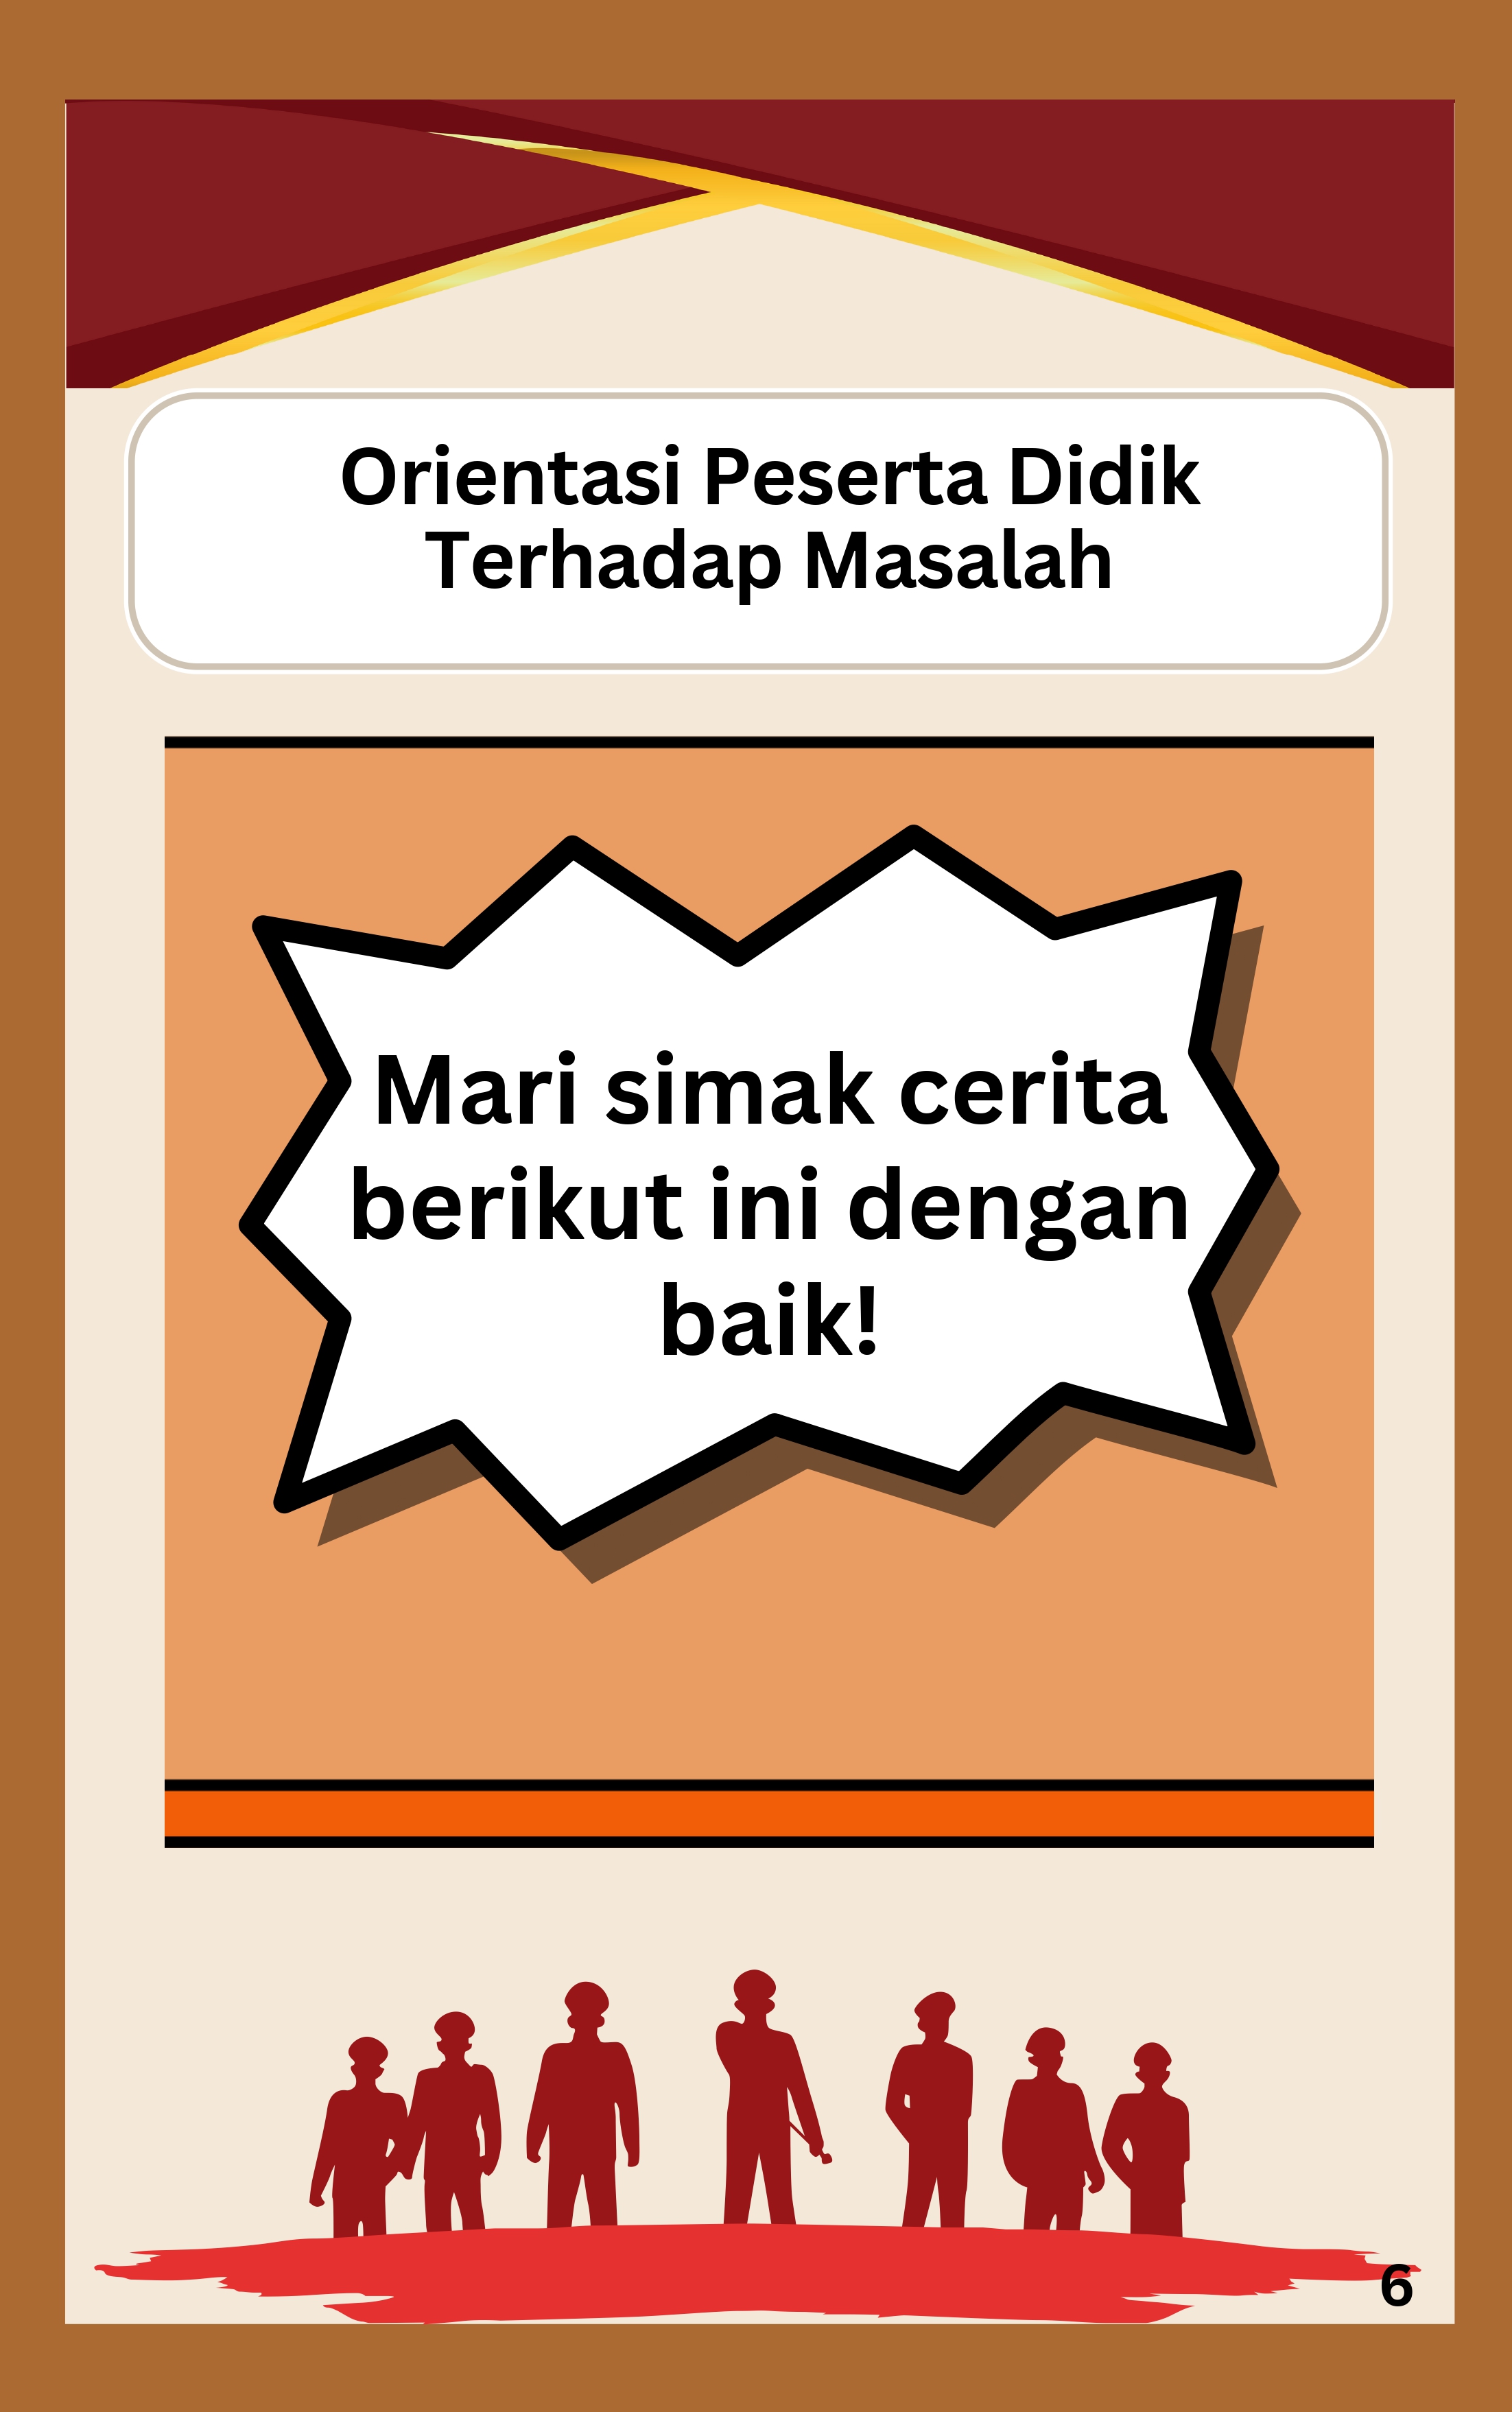 Orientasi Peserta Didik
Terhadap Masalah
Mari simak cerita
berikut ini dengan
baik!
6